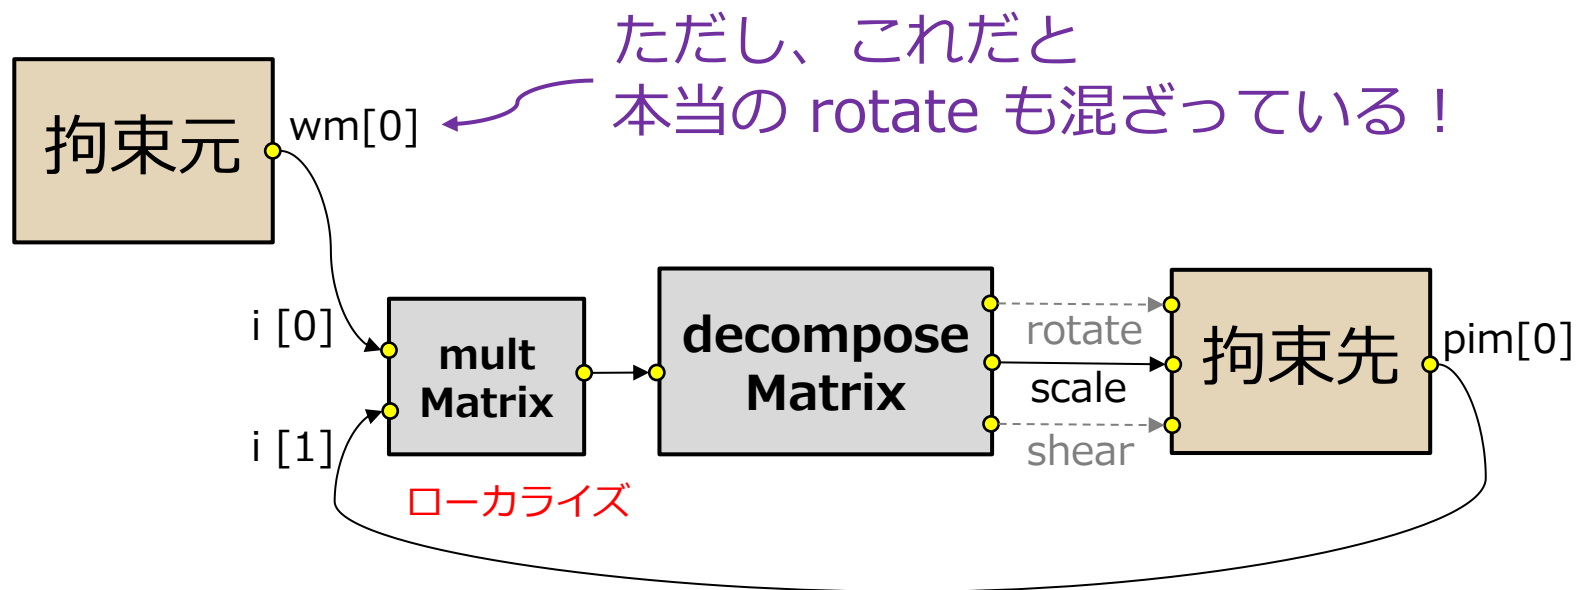 ただし、これだと
本当の rotate も混ざっている！
拘束元
wm[0]
i [0]
i [1]
mult
Matrix
ローカライズ
decompose
Matrix
rotate
scale
shear
拘束先
pim[0]